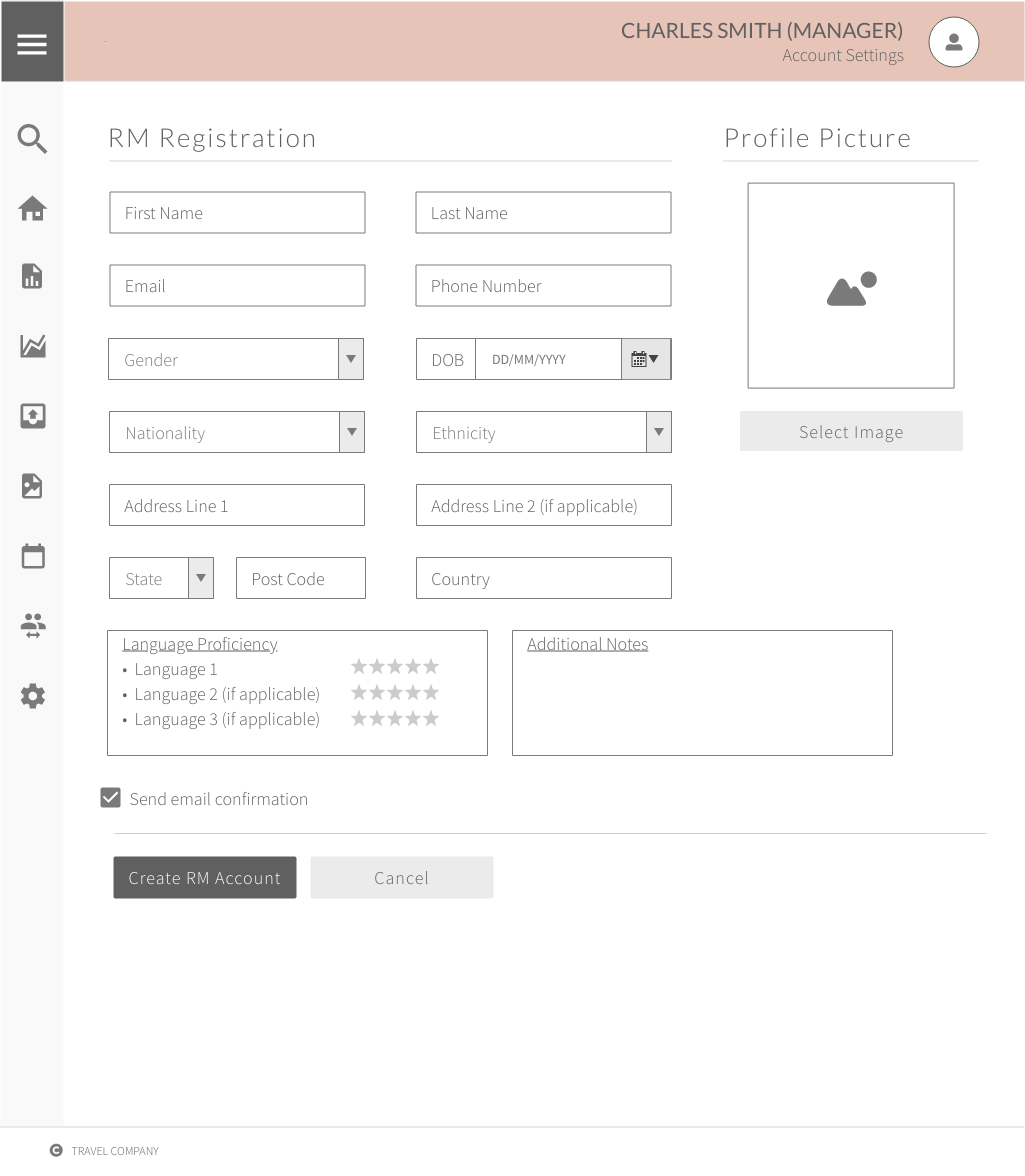 CHARLES SMITH (MANAGER)
Account Settings
RM Registration
Profile Picture
First Name
Last Name
Email
Phone Number
Gender
DOB
DD/MM/YYYY
Nationality
Ethnicity
Select Image
Address Line 1
Address Line 2 (if applicable)
State
Post Code
Country
Language Proficiency
• Language 1
• Language 2 (if applicable)
• Language 3 (if applicable)
Additional Notes
Send email confirmation
Create RM Account
Cancel
© TRAVEL COMPANY